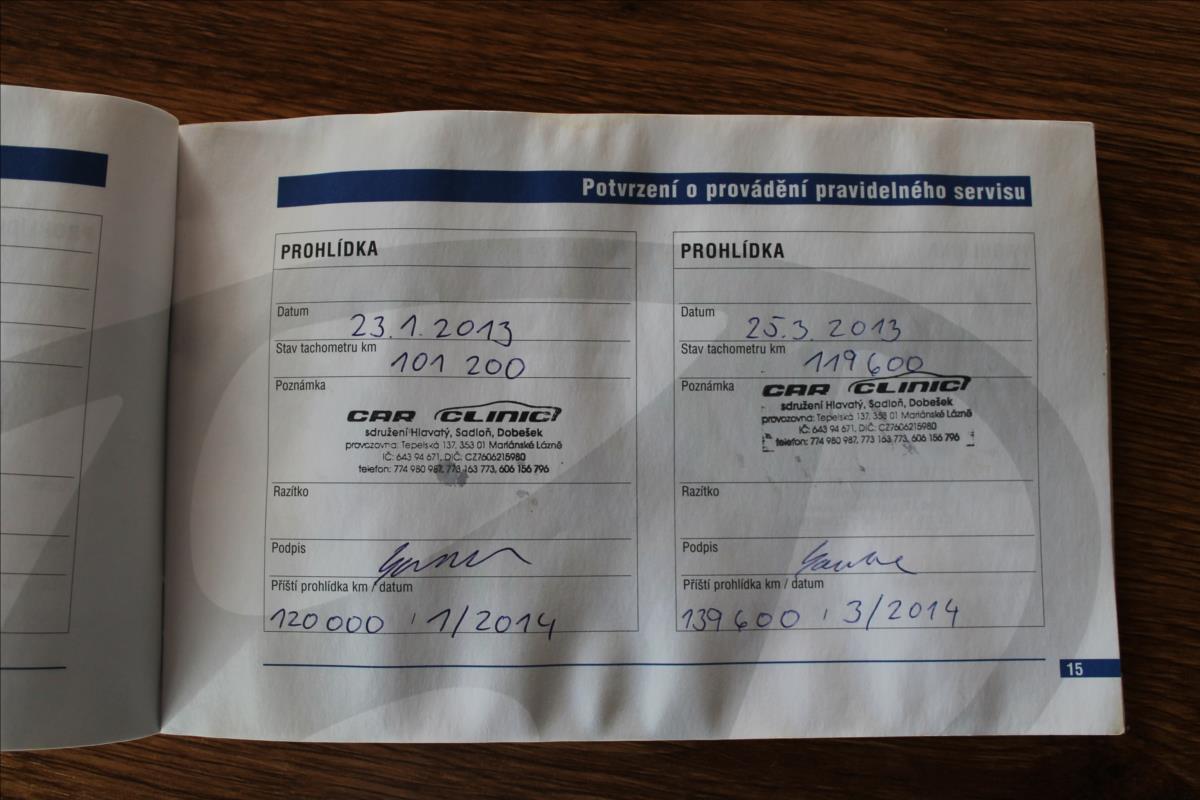 Potvrzení o provádění pravidelného servisu
PROHLÍDKA
Datum 23.1.2013
Stav tachometru km 101 200
Poznámka
CAR CLINIC
sdružení Hlavatý, Sadloň, Dobešek
provozovna: Tepelská 137, 353 01 Mariánské Lázně
IČ: 643 94 671, DIČ: CZ7606215980
telefon: 774 980 987, 773 163 773, 606 156 796
Razítko
Podpis
Příští prohlídka km / datum
120000 1/2014
PROHLÍDKA
Datum 25.3.2013
Stav tachometru km 119600
Poznámka
CAR CLINIC
sdružení Hlavatý, Sadloň, Dobešek
provozovna: Tepelská 137, 353 01 Mariánské Lázně
IČ: 643 94 671, DIČ: CZ7606215980
telefon: 774 980 987, 773 163 773, 606 156 796
Razítko
Podpis
Příští prohlídka km / datum
139600 3/2014
15